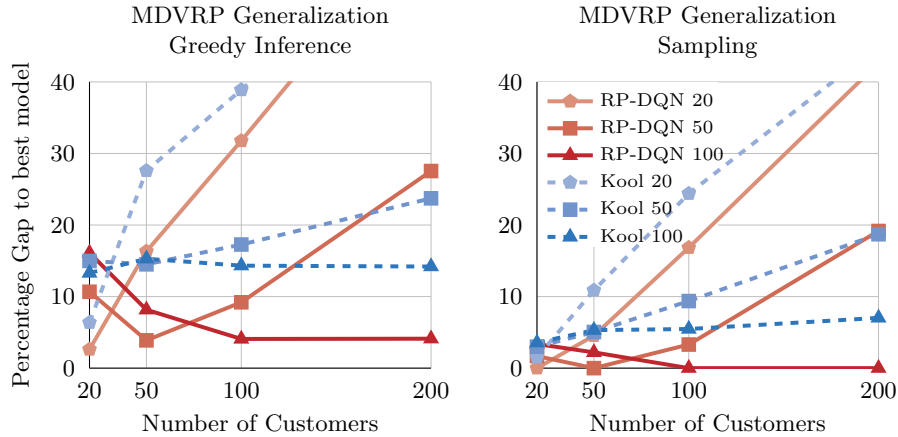 MDVRP Generalization
Greedy Inference
Percentage Gap to best model
40
30
20
10
0
20
50
100
200
Number of Customers
MDVRP Generalization
Sampling
40
30
20
10
0
RP-DQN 20
RP-DQN 50
RP-DQN 100
Kool 20
Kool 50
Kool 100
20
50
100
200
Number of Customers